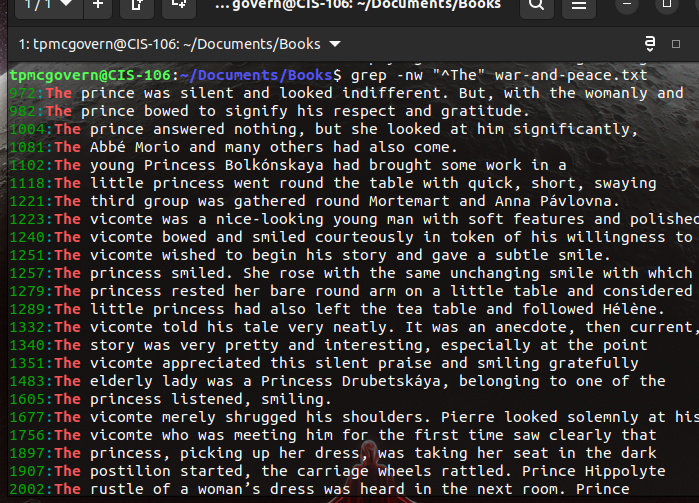 1 / 1
...govern@CIS-106: ~/Documents/Books
1: tpmcgovern@CIS-106: ~/Documents/Books
tpmcgovern@CIS-106:~/Documents/Books$ grep -nw "^The" war-and-peace.txt
972:The prince was silent and looked indifferent. But, with the womanly and
982:The prince bowed to signify his respect and gratitude.
1004:The prince answered nothing, but she looked at him significantly,
1081:The Abbé Morio and many others had also come.
1102:The young Princess Bolkónskaya had brought some work in a
1118:The little princess went round the table with quick, short, swaying
1221:The third group was gathered round Mortemart and Anna Pávlovna.
1223:The vicomte was a nice-looking young man with soft features and polished
1240:The vicomte bowed and smiled courteously in token of his willingness to
1251:The vicomte wished to begin his story and gave a subtle smile.
1257:The princess smiled. She rose with the same unchanging smile with which
1279:The princess rested her bare round arm on a little table and considered
1289:The little princess had also left the tea table and followed Hélène.
1332:The vicomte told his tale very neatly. It was an anecdote, then current,
1340:The story was very pretty and interesting, especially at the point
1351:The vicomte appreciated this silent praise and smiling gratefully
1483:The elderly lady was a Princess Drubetskáya, belonging to one of the
1605:The princess listened, smiling.
1677:The vicomte merely shrugged his shoulders. Pierre looked solemnly at his
1756:The vicomte who was meeting him for the first time saw clearly that
1897:The princess, picking up her dress, was taking her seat in the dark
1907:The postilion started, the carriage wheels rattled. Prince Hippolyte
2002:The rustle of a woman’s dress was heard in the next room. Prince